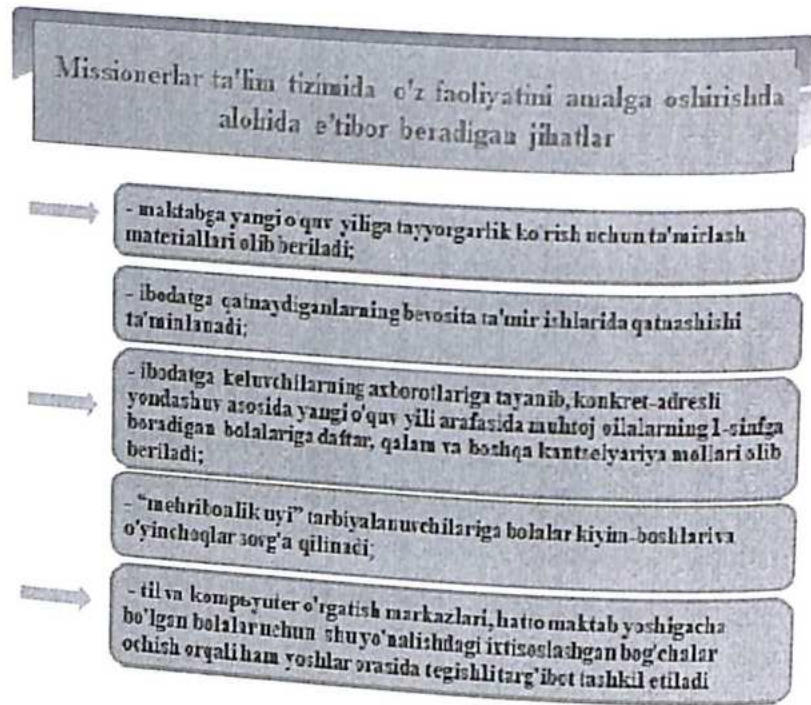 Missionerlar ta'lim tizimida o'z faoliyatini amalga oshirishda
alohida e'tibor beradigan jihatlar
- maktabga yangi o'quv yiliga tayyorgarlik ko'rish uchun ta'mirlash
materiallari olib beriladi;
- ibodatga qatnaydiganlarning bevosita ta'mir ishlarida qatnashishi
ta'minlanadi;
- ibodatga keluvchilarning axborotlariga tayanib, konkret-adresli
yondashuv asosida yangi o'quv yili arafasida muhtoj oilalarning 1-sinfga
boradigan bolalariga daftar, qalam va boshqa kantselyariya mollari olib
beriladi;
- "mehribonlik uyi" tarbiyalanuvchilariga bolalar kiyim-boshlari va
o'yinchoqlar sovg'a qilinadi;
- til va kompьyuter o'rgatish markazlari, hatto maktab yoshigacha
bo'lgan bolalar uchun shu yo'nalishdagi ixtisoslashgan bog'chalar
ochish orqali ham yoshlar orasida tegishli targ'ibot tashkil etiladi